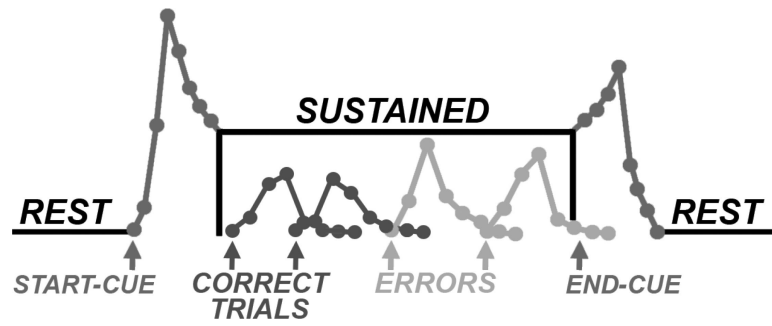 SUSTAINED
REST
REST
START-CUE
CORRECT
TRIALS
ERRORS
END-CUE